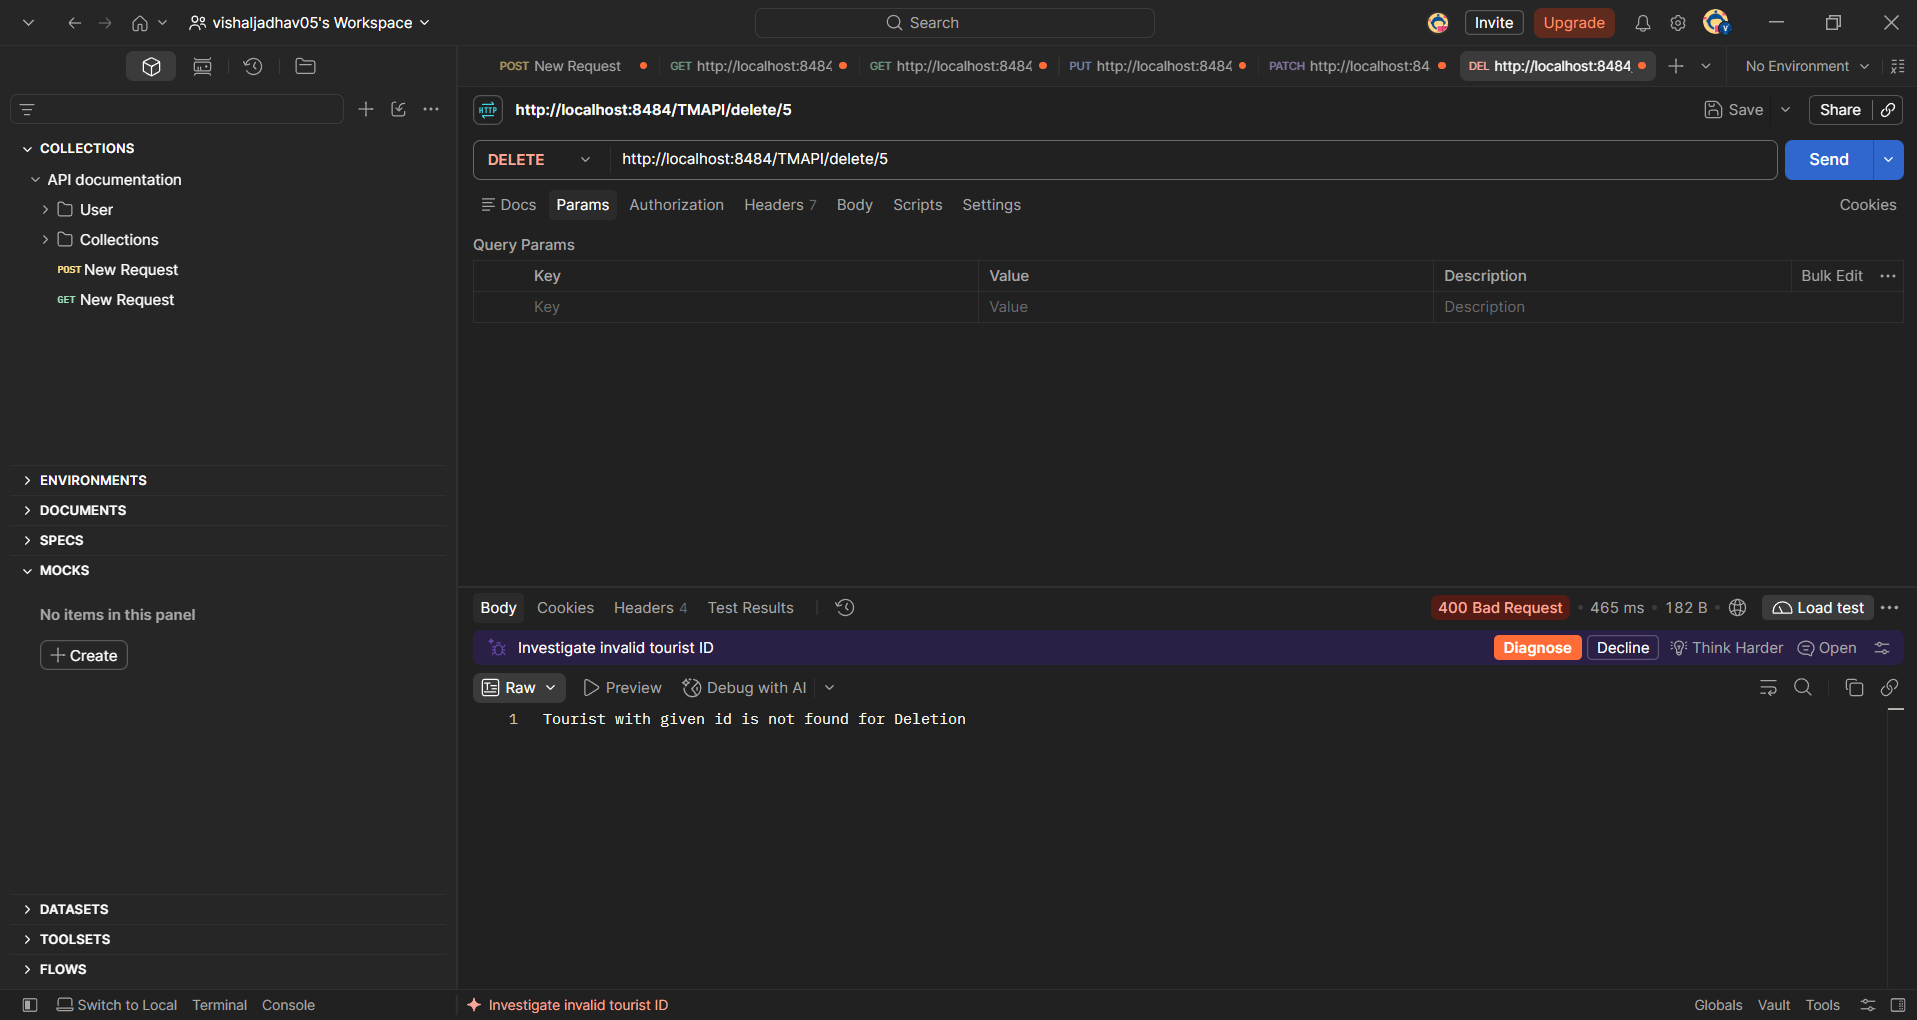 vishaljadhav05's Workspace
Search
Invite
Upgrade
POST New Request
GET http://localhost:8484
GET http://localhost:8484
PUT http://localhost:8484
PATCH http://localhost:84
DEL http://localhost:8484
No Environment
HTTP http://localhost:8484/TMAPI/delete/5
Save
Share
COLLECTIONS
API documentation
User
Collections
POST New Request
GET New Request
DELETE http://localhost:8484/TMAPI/delete/5
Send
Docs Params Authorization Headers 7 Body Scripts Settings
Cookies
Query Params
Key Value Description Bulk Edit
Key Value Description
ENVIRONMENTS
DOCUMENTS
SPECS
MOCKS
No items in this panel
Create
DATASETS
TOOLSETS
FLOWS
Body Cookies Headers 4 Test Results
400 Bad Request 465 ms 182 B Load test
Investigate invalid tourist ID
Diagnose Decline Think Harder Open
Raw Preview Debug with AI
1 Tourist with given id is not found for Deletion
Switch to Local Terminal Console
Investigate invalid tourist ID
Globals Vault Tools